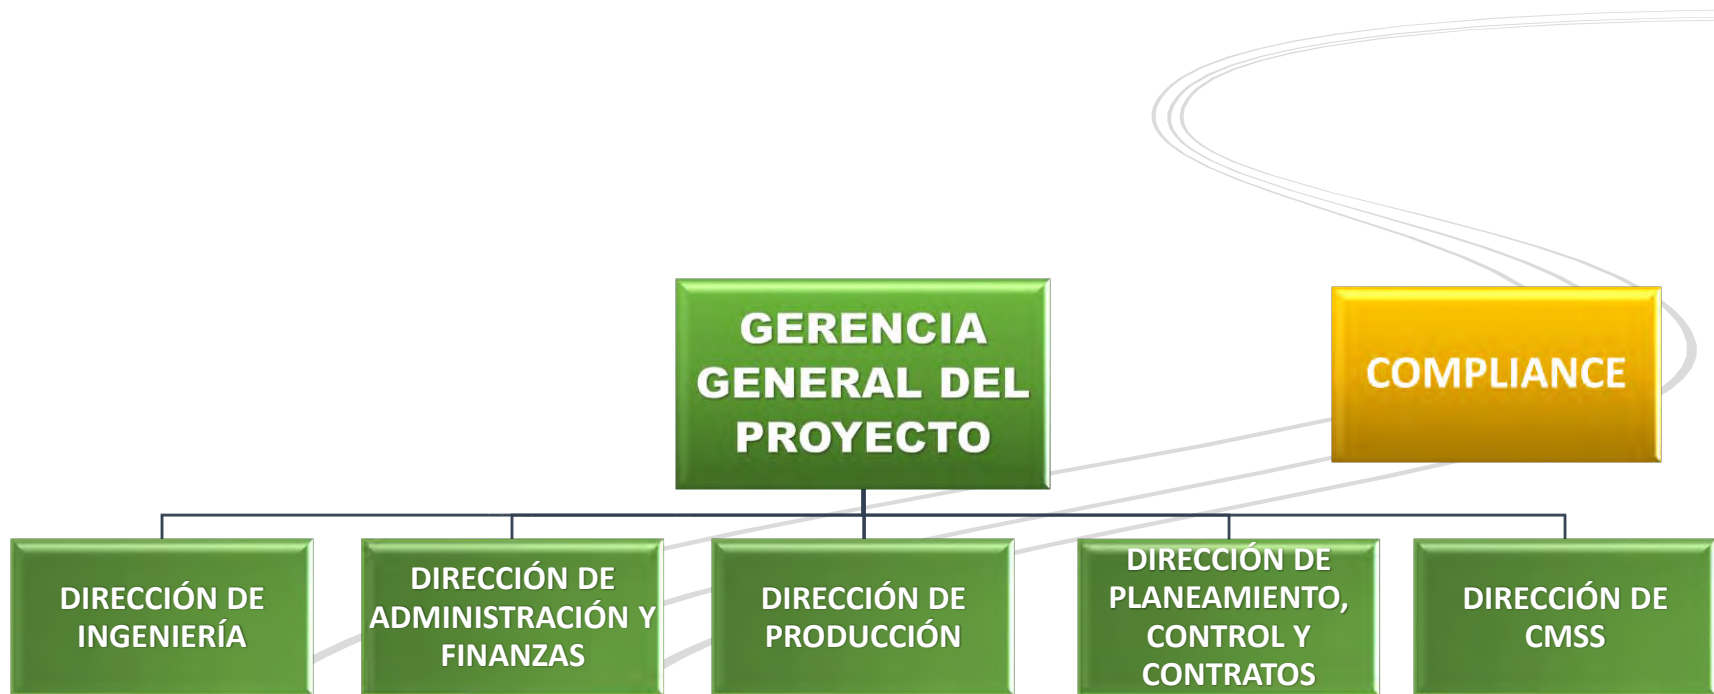 GERENCIA
GENERAL DEL
PROYECTO
COMPLIANCE
DIRECCIÓN DE
INGENIERÍA
DIRECCIÓN DE
ADMINISTRACIÓN Y
FINANZAS
DIRECCIÓN DE
PRODUCCIÓN
DIRECCIÓN DE
PLANEAMIENTO,
CONTROL Y
CONTRATOS
DIRECCIÓN DE
CMSS